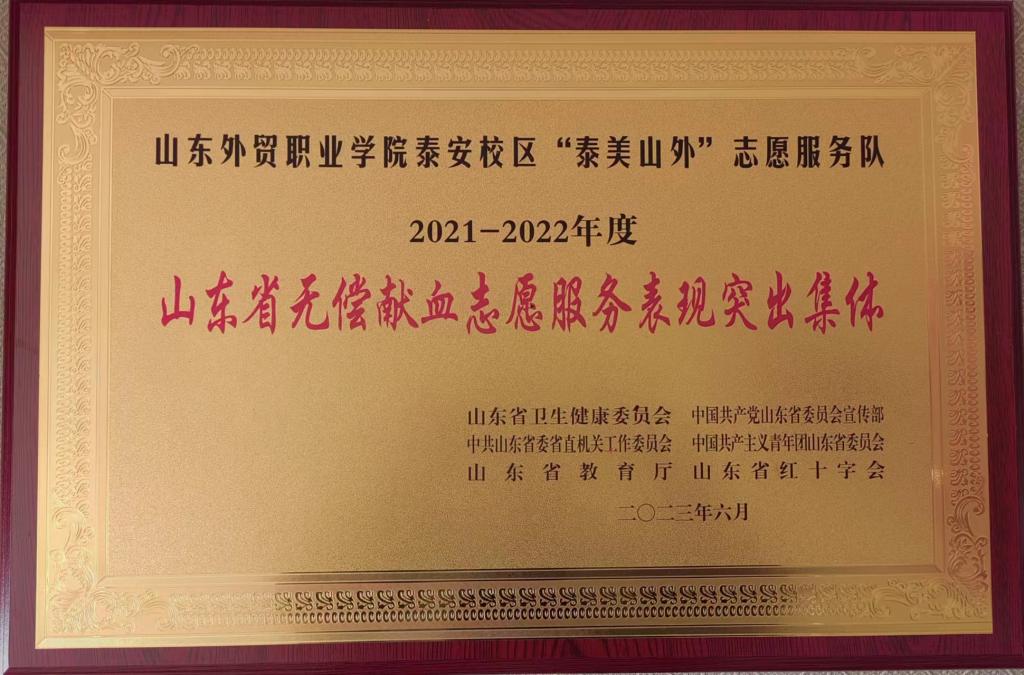 山东外贸职业学院泰安校区“泰美山外”志愿服务队
2021-2022年度
山东省无偿献血志愿服务表现突出集体
山东省卫生健康委员会 中国共产党山东省委员会宣传部
中共山东省委省直机关工作委员会 中国共产主义青年团山东省委员会
山东省教育厅 山东省红十字会
二〇二三年六月